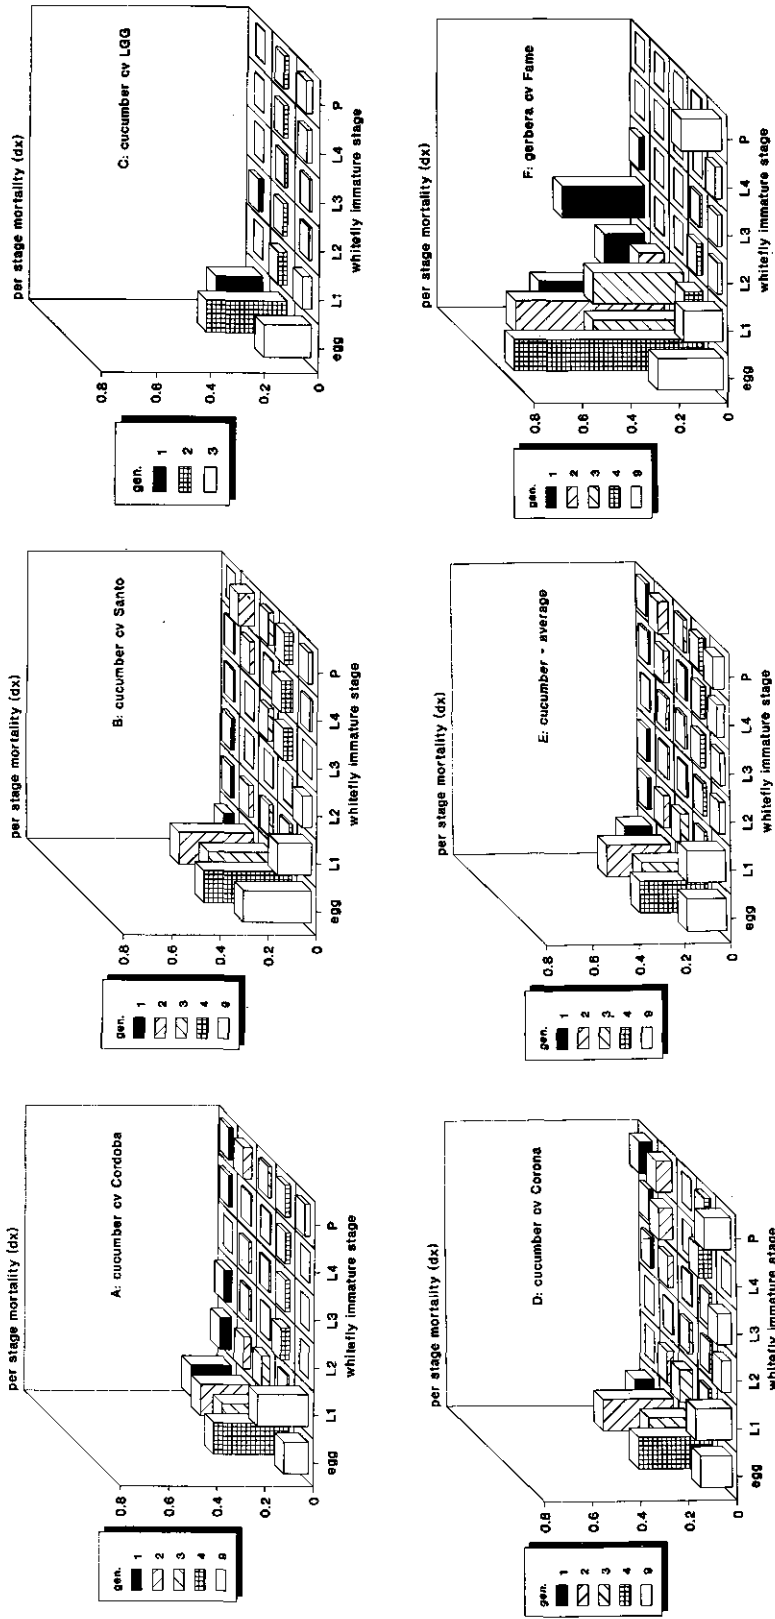 per stage mortality (dx)
A: cucumber cv Cordoba
gen.
1
2
3
4
9
0.8
0.6
0.4
0.2
0
egg L1 L2 L3 L4 P
whitefly immature stage
per stage mortality (dx)
B: cucumber cv Santo
gen.
1
2
3
4
9
0.8
0.6
0.4
0.2
0
egg L1 L2 L3 L4 P
whitefly immature stage
per stage mortality (dx)
C: cucumber cv LGG
gen.
1
2
3
0.8
0.6
0.4
0.2
0
egg L1 L2 L3 L4 P
whitefly immature stage
per stage mortality (dx)
D: cucumber cv Corona
gen.
1
2
3
4
9
0.8
0.6
0.4
0.2
0
egg L1 L2 L3 L4 P
whitefly immature stage
per stage mortality (dx)
E: cucumber - average
gen.
1
2
3
4
9
0.8
0.6
0.4
0.2
0
egg L1 L2 L3 L4 P
whitefly immature stage
per stage mortality (dx)
F: gerbera cv Fame
gen.
1
2
3
4
9
0.8
0.6
0.4
0.2
0
egg L1 L2 L3 L4 P
whitefly immature stage